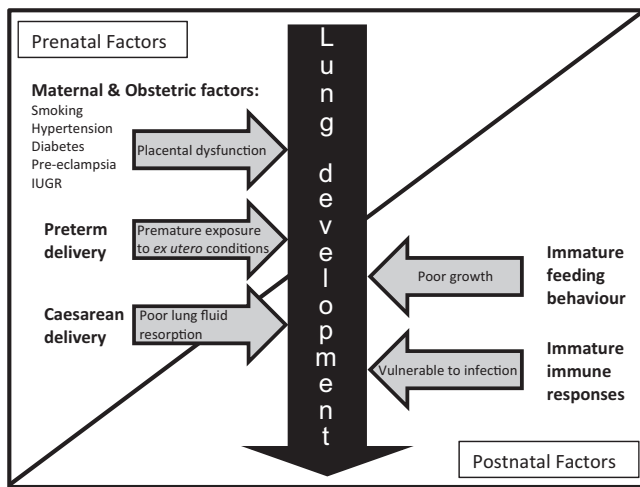 Prenatal Factors
Maternal & Obstetric factors:
Smoking
Hypertension
Diabetes
Pre-eclampsia
IUGR
Placental dysfunction
Preterm
delivery
Premature exposure
to ex utero conditions
Caesarean
delivery
Poor lung fluid
resorption
Lung development
Poor growth
Immature
feeding
behaviour
Vulnerable to infection
Immature
immune
responses
Postnatal Factors